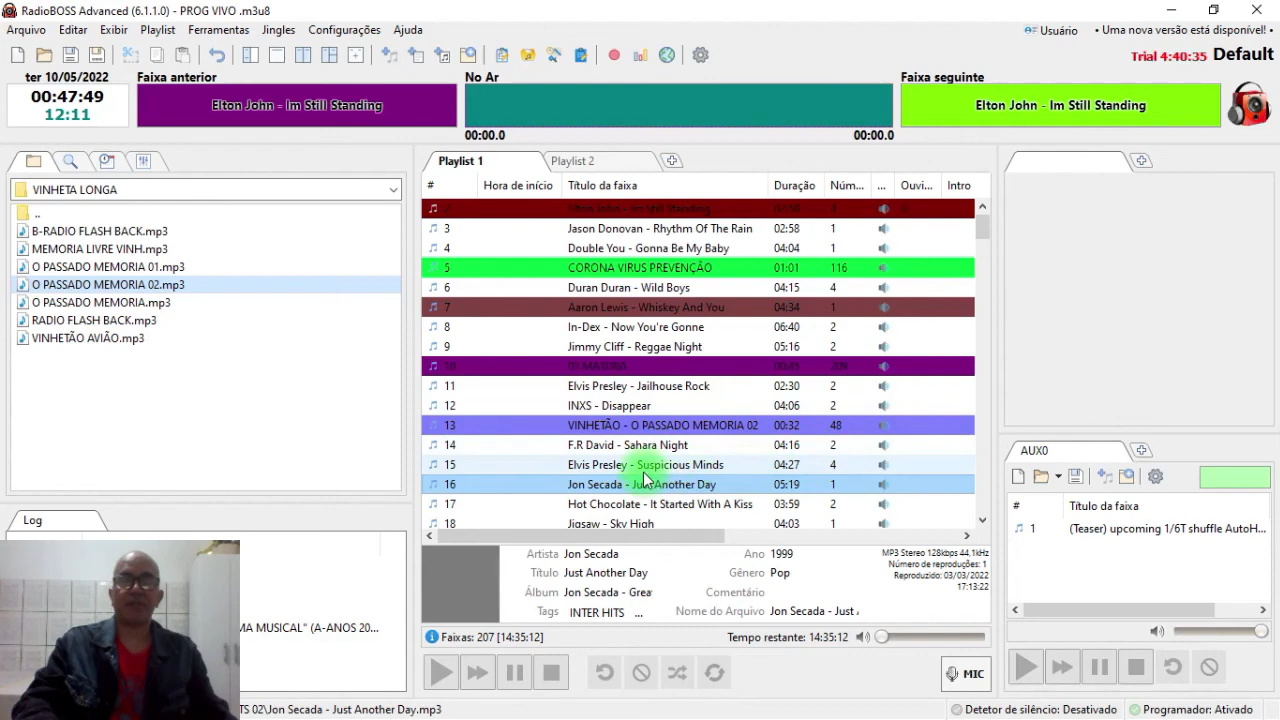 RadioBOSS Advanced (6.1.1.0) - PROG VIVO .m3u8
Arquivo Editar Exibir Playlist Ferramentas Jingles Configurações Ajuda
Usuário • Uma nova versão está disponível! •
Trial 4:40:35 Default
ter 10/05/2022 Faixa anterior No Ar Faixa seguinte
00:47:49
12:11
Elton John - Im Still Standing
Elton John - Im Still Standing
00:00.0 00:00.0
VINHETA LONGA
..
B-RADIO FLASH BACK.mp3
MEMORIA LIVRE VINH.mp3
O PASSADO MEMORIA 01.mp3
O PASSADO MEMORIA 02.mp3
O PASSADO MEMORIA.mp3
RADIO FLASH BACK.mp3
VINHETÃO AVIÃO.mp3
Log
MA MUSICAL" (A-ANOS 20...
Playlist 1 Playlist 2
# Hora de início Título da faixa Duração Núm... ... Ouvi... Intro
Elton John - Im Still Standing
3 Jason Donovan - Rhythm Of The Rain 02:58 1
4 Double You - Gonna Be My Baby 04:04 1
5 CORONA VIRUS PREVENÇÃO 01:01 116
6 Duran Duran - Wild Boys 04:15 4
7 Aaron Lewis - Whiskey And You 04:34 1
8 In-Dex - Now You're Gonne 06:40 2
9 Jimmy Cliff - Reggae Night 05:16 2
10
11 Elvis Presley - Jailhouse Rock 02:30 2
12 INXS - Disappear 04:06 2
13 VINHETÃO - O PASSADO MEMORIA 02 00:32 48
14 F.R David - Sahara Night 04:16 2
15 Elvis Presley - Suspicious Minds 04:27 4
16 Jon Secada - Just Another Day 05:19 1
17 Hot Chocolate - It Started With A Kiss 03:59 2
18 Jigsaw - Sky High 04:03 1
Artista Jon Secada Ano 1999
Título Just Another Day Gênero Pop
Álbum Jon Secada - Grea Comentário
Tags INTER HITS ... Nome do Arquivo Jon Secada - Just
MP3 Stereo 128kbps 44,1kHz
Número de reproduções: 1
Reproduzido: 03/03/2022
17:13:22
Faixas: 207 [14:35:12] Tempo restante: 14:35:12
MIC
AUX0
# Título da faixa
1 (Teaser) upcoming 1/6T shuffle AutoH...
TS 02\Jon Secada - Just Another Day.mp3
Detetor de silêncio: Desativado Programador: Ativado